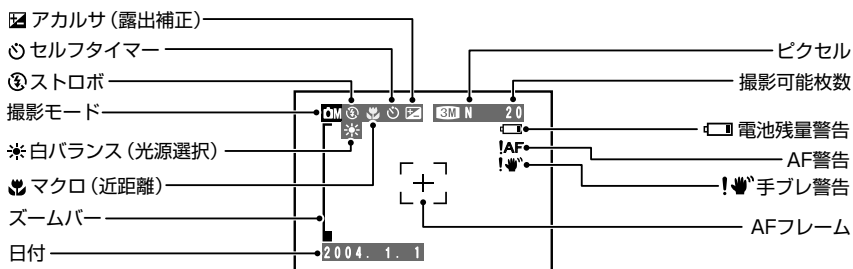 アカルサ（露出補正）
セルフタイマー
ストロボ
撮影モード
白バランス（光源選択）
マクロ（近距離）
ズームバー
日付
M
3M N 20
!AF
!
2004. 1. 1
ピクセル
撮影可能枚数
電池残量警告
AF警告
!手ブレ警告
AFフレーム